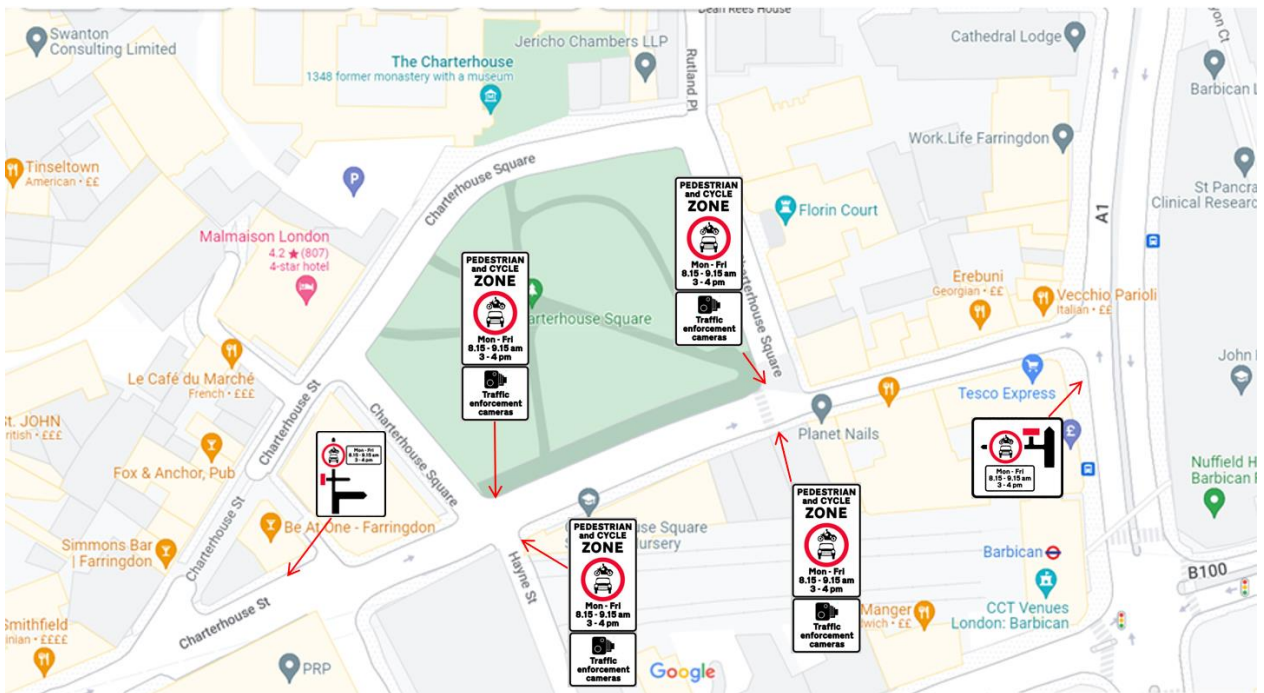 Dean Rees House
Swanton
Consulting Limited
Jericho Chambers LLP
Cathedral Lodge
The Charterhouse
1348 former monastery with a museum
Rutland Pl
Barbican
Work.Life Farringdon
Tinseltown
American • ££
P
Charterhouse Square
St Pancra
Clinical Researc
A1
Florin Court
Malmaison London
4.2 ★ (807)
4-star hotel
PEDESTRIAN
and CYCLE
ZONE
Mon - Fri
8.15 - 9.15 am
3 - 4 pm
Traffic
enforcement
cameras
PEDESTRIAN
and CYCLE
ZONE
Mon - Fri
8.15 - 9.15 am
3 - 4 pm
Traffic
enforcement
cameras
arterhouse Square
harterhouse Square
Erebuni
Georgian • ££
Vecchio Parioli
Italian • ££
Le Café du Marché
French • £££
Tesco Express
John
St. JOHN
British • £££
Charterhouse St
Charterhouse Square
Planet Nails
Fox & Anchor, Pub
Mon - Fri
8.15 - 9.15 am
3 - 4 pm
Mon - Fri
8.15 - 9.15 am
3 - 4 pm
£
Nuffield H
Barbican F
Be At One - Farringdon
Simmons Bar
| Farringdon
Charterhouse St
Charterhouse St
House Square
Nursery
Hayne St
PEDESTRIAN
and CYCLE
ZONE
Mon - Fri
8.15 - 9.15 am
3 - 4 pm
Traffic
enforcement
cameras
PEDESTRIAN
and CYCLE
ZONE
Mon - Fri
8.15 - 9.15 am
3 - 4 pm
Traffic
enforcement
cameras
Barbican
B100
CCT Venues
London: Barbican
Manger
dwich • ££
Smithfield
inian • ££££
PRP
Google